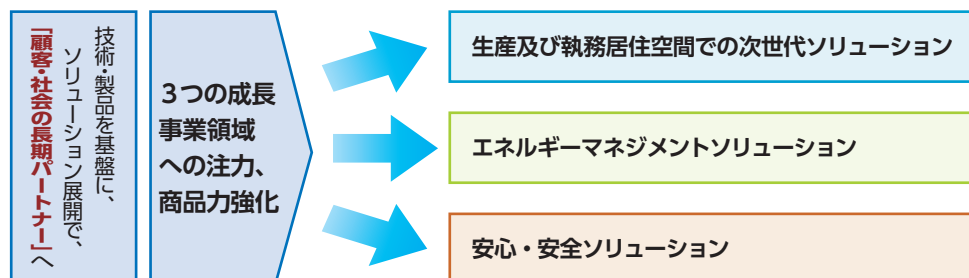 技術・製品を基盤に、
ソリューション展開で、
「顧客・社会の長期パートナー」へ
3つの成長
事業領域
への注力、
商品力強化
生産及び執務居住空間での次世代ソリューション
エネルギーマネジメントソリューション
安心・安全ソリューション